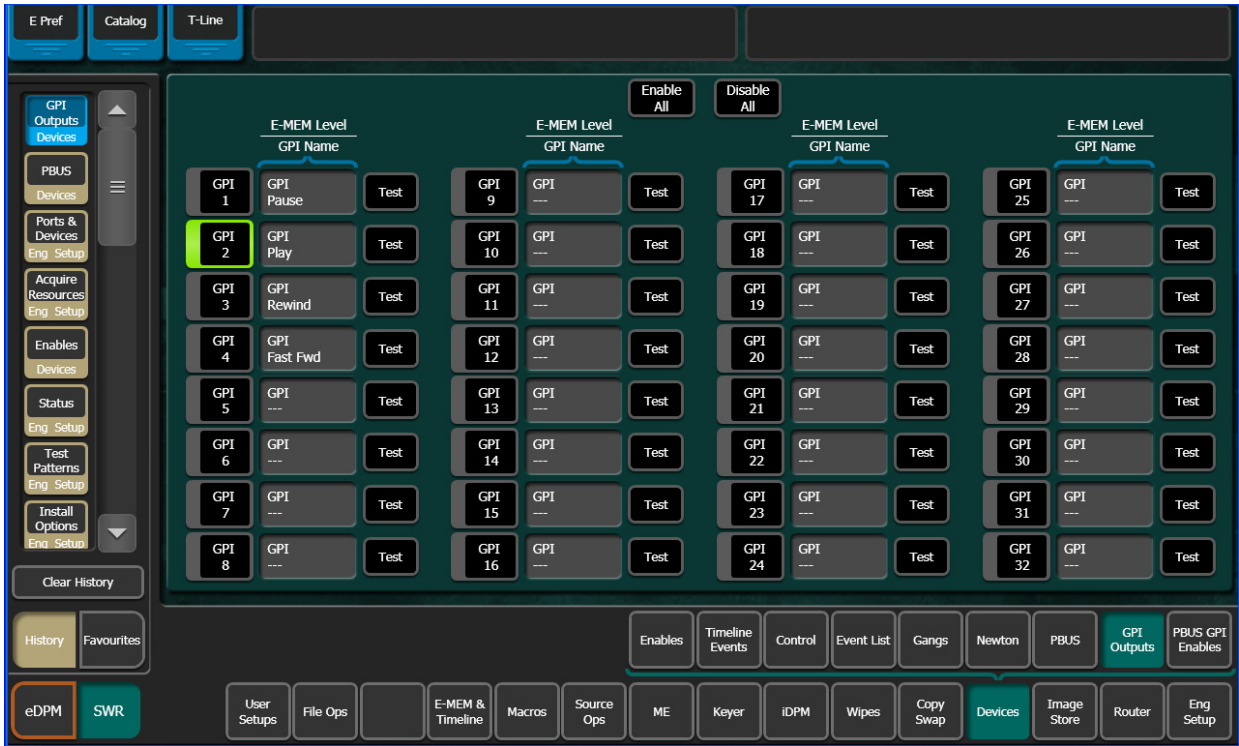 E Pref
Catalog
T-Line
Enable
All
Disable
All
GPI
Outputs
Devices
PBUS
Devices
Ports &
Devices
Eng Setup
Acquire
Resources
Eng Setup
Enables
Devices
Status
Eng Setup
Test
Patterns
Eng Setup
Install
Options
Eng Setup
Clear History
History
Favourites
E-MEM Level
GPI Name
GPI
1
GPI
Pause
Test
GPI
2
GPI
Play
Test
GPI
3
GPI
Rewind
Test
GPI
4
GPI
Fast Fwd
Test
GPI
5
GPI
---
Test
GPI
6
GPI
---
Test
GPI
7
GPI
---
Test
GPI
8
GPI
---
Test
E-MEM Level
GPI Name
GPI
9
GPI
---
Test
GPI
10
GPI
---
Test
GPI
11
GPI
---
Test
GPI
12
GPI
---
Test
GPI
13
GPI
---
Test
GPI
14
GPI
---
Test
GPI
15
GPI
---
Test
GPI
16
GPI
---
Test
E-MEM Level
GPI Name
GPI
17
GPI
---
Test
GPI
18
GPI
---
Test
GPI
19
GPI
---
Test
GPI
20
GPI
---
Test
GPI
21
GPI
---
Test
GPI
22
GPI
---
Test
GPI
23
GPI
---
Test
GPI
24
GPI
---
Test
E-MEM Level
GPI Name
GPI
25
GPI
---
Test
GPI
26
GPI
---
Test
GPI
27
GPI
---
Test
GPI
28
GPI
---
Test
GPI
29
GPI
---
Test
GPI
30
GPI
---
Test
GPI
31
GPI
---
Test
GPI
32
GPI
---
Test
Enables
Timeline
Events
Control
Event List
Gangs
Newton
PBUS
GPI
Outputs
PBUS GPI
Enables
eDPM
SWR
User
Setups
File Ops
E-MEM &
Timeline
Macros
Source
Ops
ME
Keyer
iDPM
Wipes
Copy
Swap
Devices
Image
Store
Router
Eng
Setup